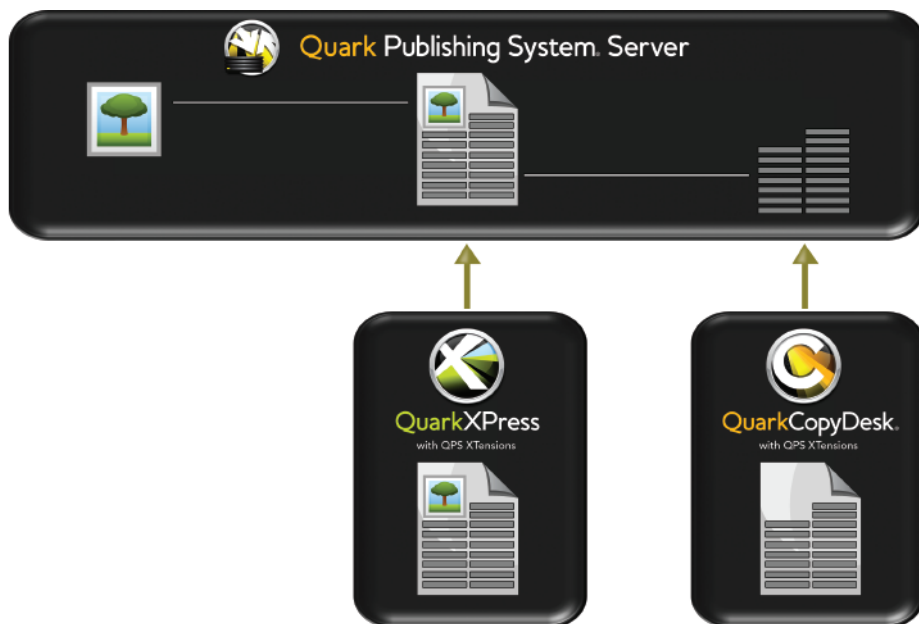 Quark Publishing System. Server
QuarkXPress
with QPS XTensions
QuarkCopyDesk.
with QPS XTensions